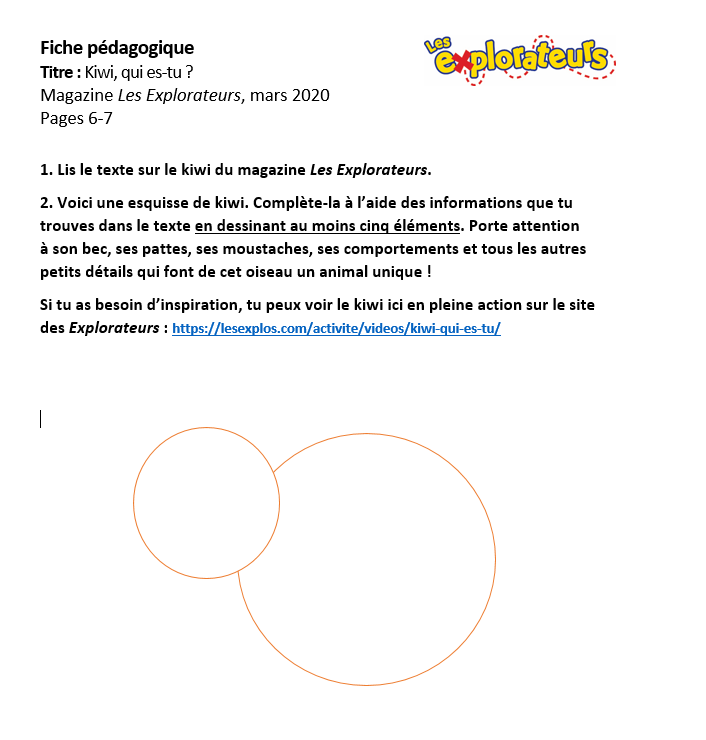 Fiche pédagogique
Les explorateurs
Titre : Kiwi, qui es-tu ?
Magazine Les Explorateurs, mars 2020
Pages 6-7
1. Lis le texte sur le kiwi du magazine Les Explorateurs.
2. Voici une esquisse de kiwi. Complète-la à l’aide des informations que tu
trouves dans le texte en dessinant au moins cinq éléments. Porte attention
à son bec, ses pattes, ses moustaches, ses comportements et tous les autres
petits détails qui font de cet oiseau un animal unique !
Si tu as besoin d’inspiration, tu peux voir le kiwi ici en pleine action sur le site
des Explorateurs : https://lesexplos.com/activite/videos/kiwi-qui-es-tu/